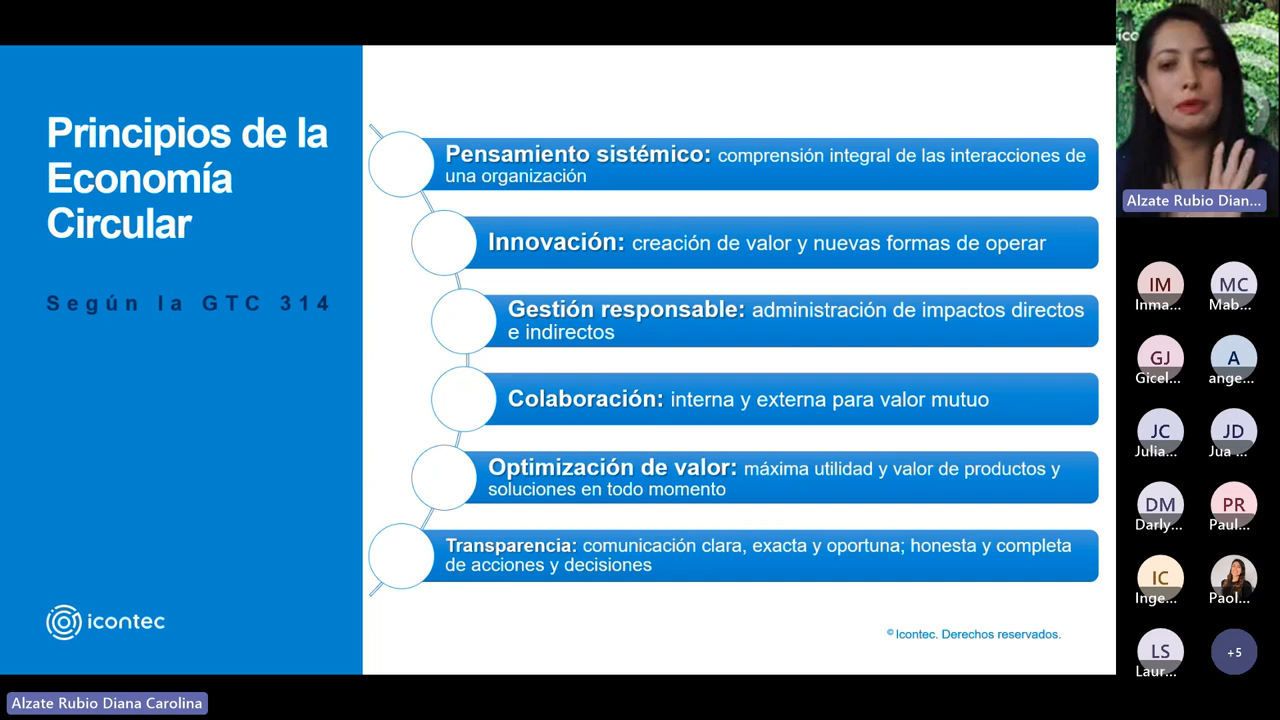 Principios de la
Economía
Circular
Según la GTC 314
icontec
Pensamiento sistémico: comprensión integral de las interacciones de
una organización
Innovación: creación de valor y nuevas formas de operar
Gestión responsable: administración de impactos directos
e indirectos
Colaboración: interna y externa para valor mutuo
Optimización de valor: máxima utilidad y valor de productos y
soluciones en todo momento
Transparencia: comunicación clara, exacta y oportuna; honesta y completa
de acciones y decisiones
© Icontec. Derechos reservados.
ico
Alzate Rubio Dian...
IM
Inma...
MC
Mab...
GJ
Gicel...
A
ange...
JC
Julia...
JD
Jua ...
DM
Darly...
PR
Paul...
IC
Inge...
Paol...
LS
Laur...
+5
Alzate Rubio Diana Carolina